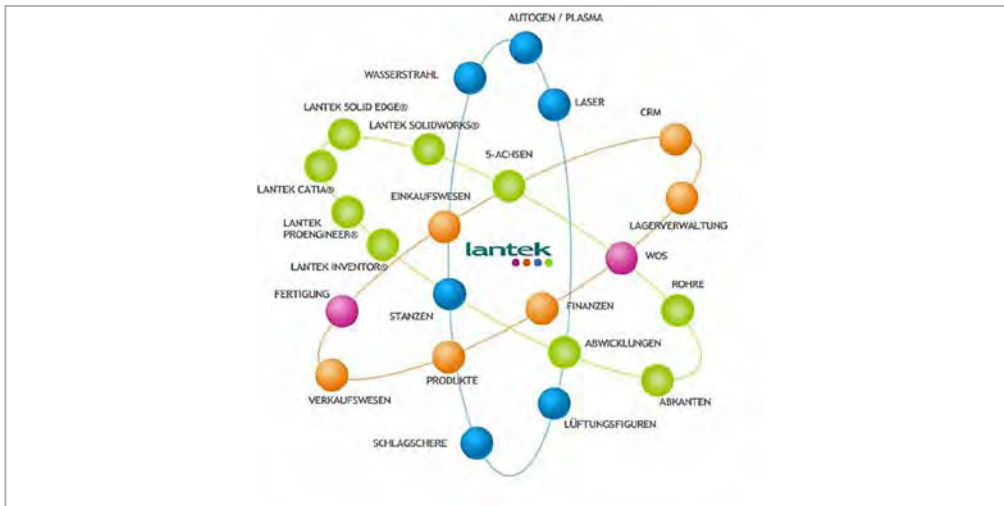 AUTOGEN / PLASMA
WASSERSTRAHL
LASER
LANTEK SOLID EDGE®
CRM
LANTEK SOLIDWORKS®
5-ACHSEN
LANTEK CATIA®
EINKAUFSWESEN
LANTEK
PROENGINEER®
LAGERVERWALTUNG
lantek
WOS
LANTEK INVENTOR®
ROHRE
FERTIGUNG
STANZEN
FINANZEN
ABWICKLUNGEN
PRODUKTE
VERKAUFSWESEN
ABKANTEN
LÜFTUNGSFIGUREN
SCHLAGSCHERE